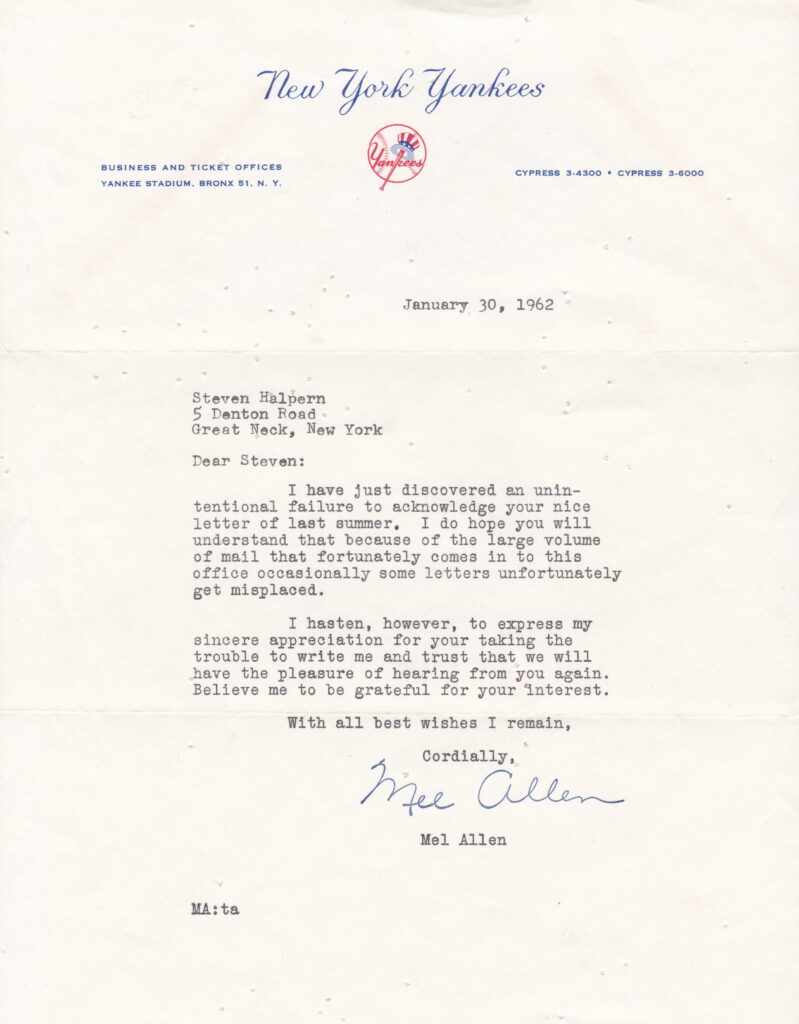 New York Yankees
Yankees
BUSINESS AND TICKET OFFICES
YANKEE STADIUM, BRONX 51, N. Y.
CYPRESS 3-4300 • CYPRESS 3-6000
January 30, 1962
Steven Halpern
5 Denton Road
Great Neck, New York
Dear Steven:
I have just discovered an unin-
tentional failure to acknowledge your nice
letter of last summer. I do hope you will
understand that because of the large volume
of mail that fortunately comes in to this
office occasionally some letters unfortunately
get misplaced.
I hasten, however, to express my
sincere appreciation for your taking the
trouble to write me and trust that we will
have the pleasure of hearing from you again.
Believe me to be grateful for your interest.
With all best wishes I remain,
Cordially,
Mel Allen
Mel Allen
MA:ta